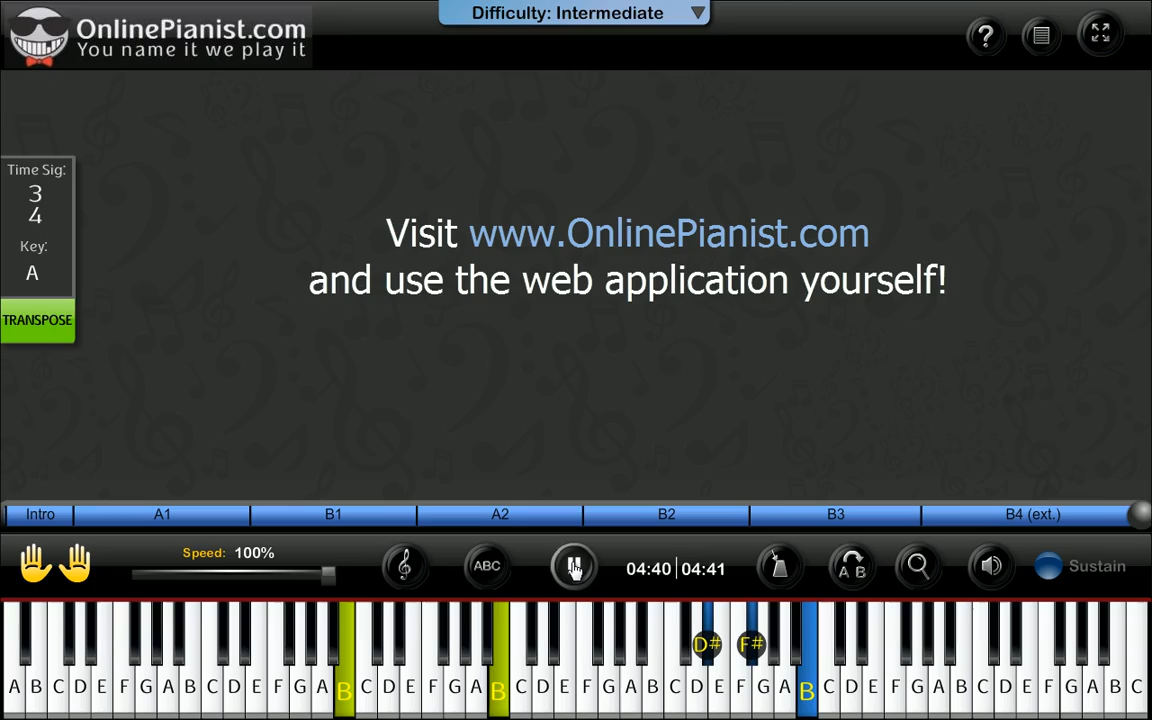 Difficulty: Intermediate
OnlinePianist.com
You name it we play it
?
Time Sig:
3
4
Key:
A
TRANSPOSE
Visit www.OnlinePianist.com
and use the web application yourself!
Intro A1 B1 A2 B2 B3 B4 (ext.)
Speed: 100%
ABC
04:40 04:41
A B
Sustain
D# F#
A B C D E F G A B C D E F G A B C D E F G A B C D E F G A B C D E F G A B C D E F G A B C D E F G A B C